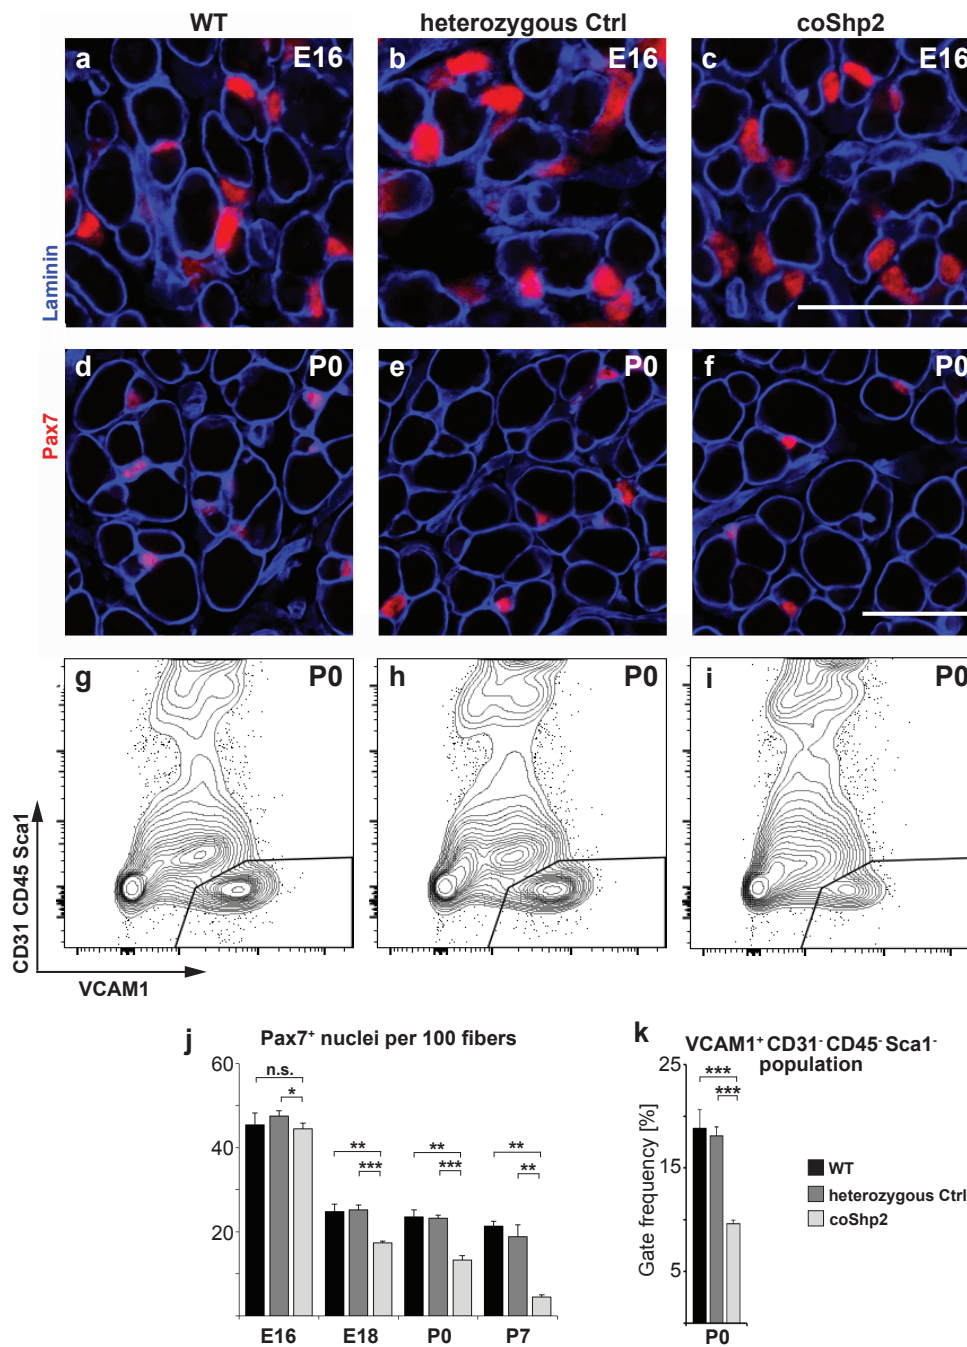 WT heterozygous Ctrl coShp2
a E16 b E16 c E16
Laminin
d P0 e P0 f P0
Pax7
g P0 h P0 i P0
CD31 CD45 Sca1
VCAM1
j Pax7⁺ nuclei per 100 fibers
60
40
20
n.s.
*
** ** **
*** *** **
E16 E18 P0 P7
k VCAM1⁺ CD31⁻ CD45⁻ Sca1⁻
population
25
15
5
Gate frequency [%]
***
***
P0
WT
heterozygous Ctrl
coShp2